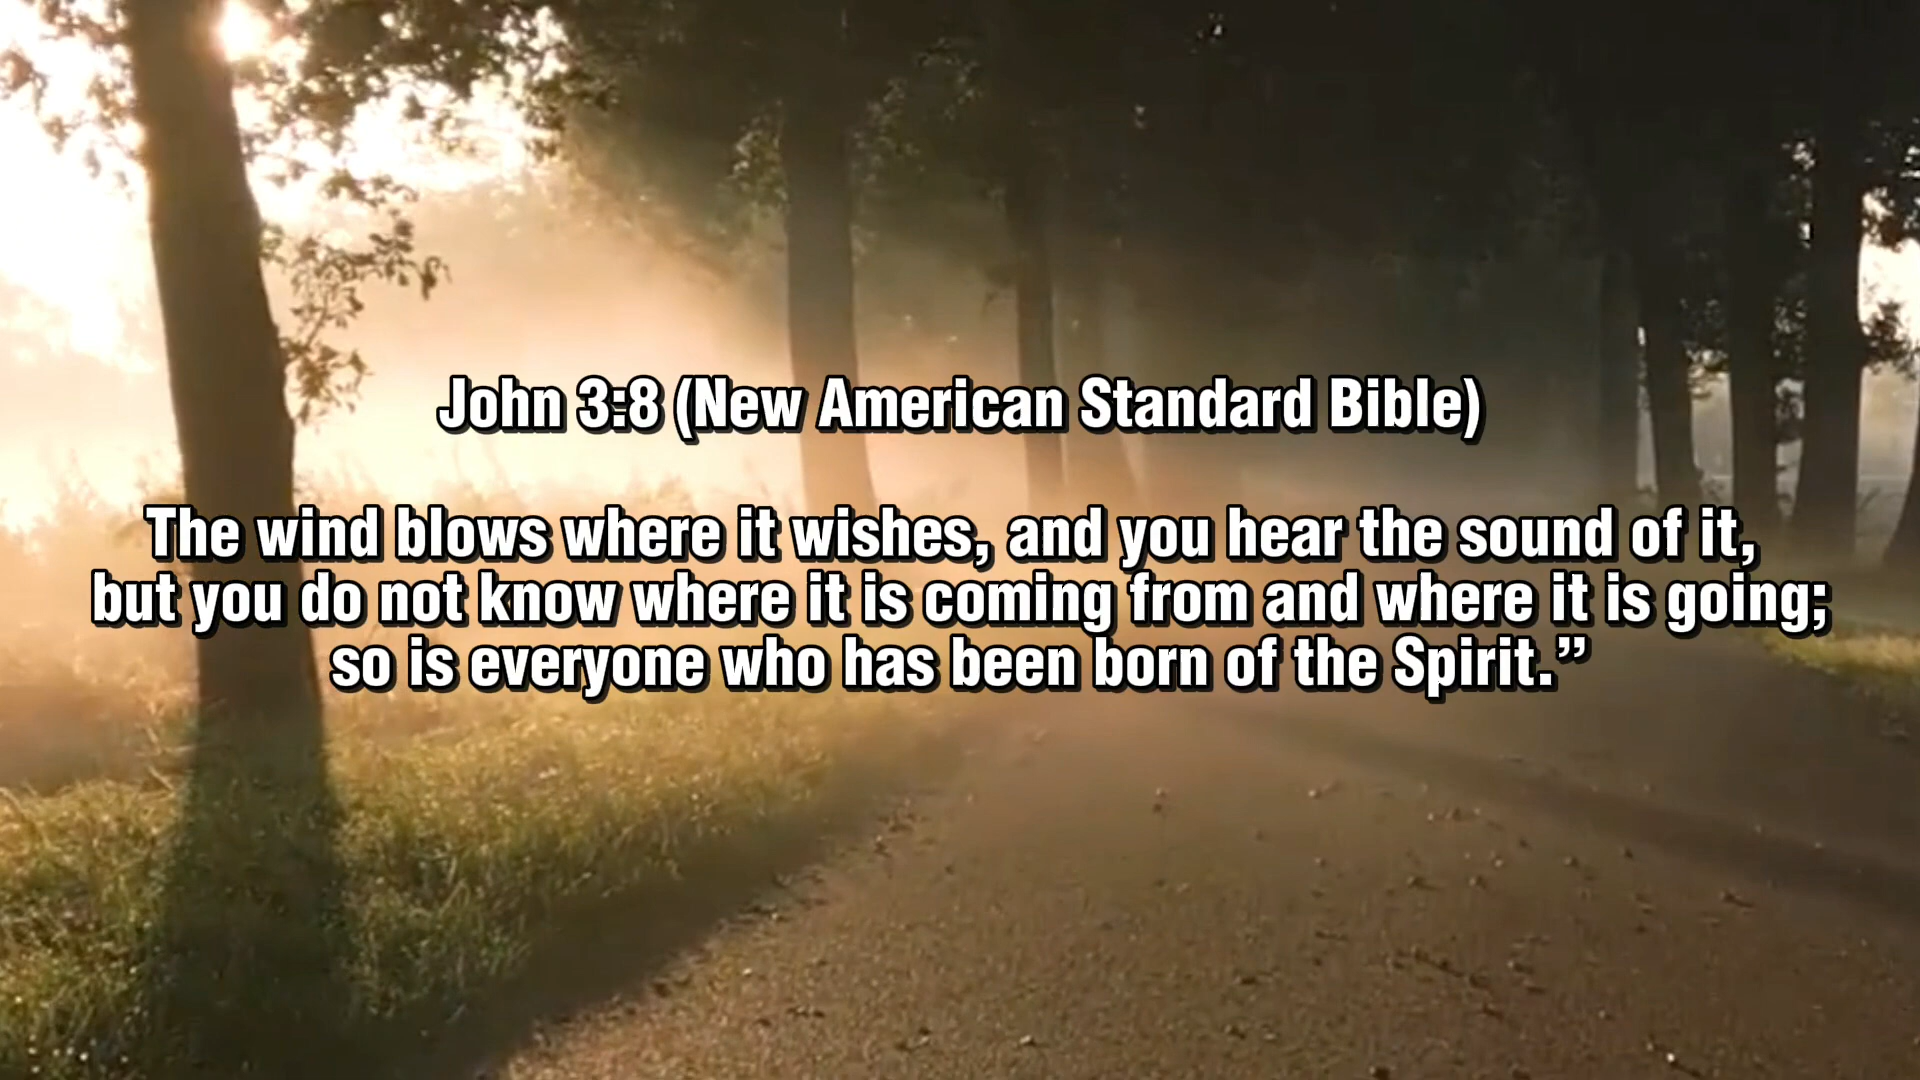 John 3:8 (New American Standard Bible)
The wind blows where it wishes, and you hear the sound of it,
but you do not know where it is coming from and where it is going;
so is everyone who has been born of the Spirit.”